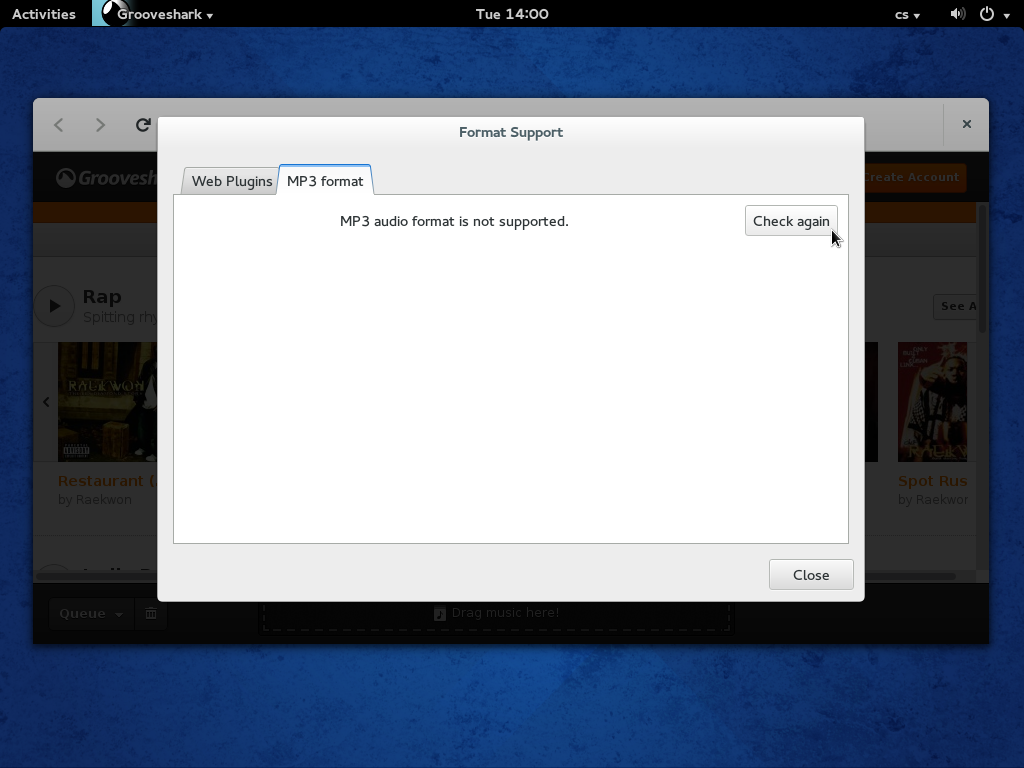 Activities
Grooveshark
Tue 14:00
cs
Format Support
Web Plugins
MP3 format
MP3 audio format is not supported.
Check again
Close
Create Account
Rap
Spitting
See
RAEKWON
Restaurant
by Raekwon
Spot Rus
by Raekwor
Queue
Drag music here!